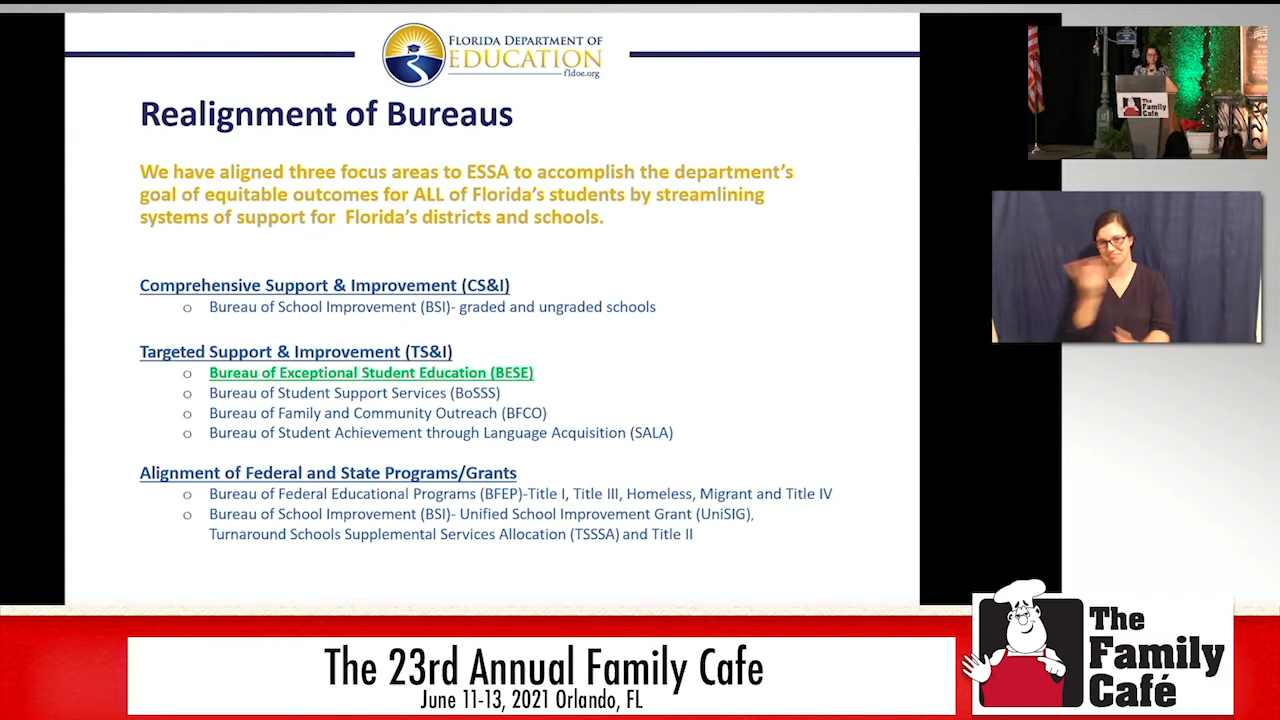 FLORIDA DEPARTMENT OF
EDUCATION
fldoe.org
Realignment of Bureaus
We have aligned three focus areas to ESSA to accomplish the department's
goal of equitable outcomes for ALL of Florida's students by streamlining
systems of support for Florida's districts and schools.
Comprehensive Support & Improvement (CS&I)
o Bureau of School Improvement (BSI)- graded and ungraded schools
Targeted Support & Improvement (TS&I)
o Bureau of Exceptional Student Education (BESE)
o Bureau of Student Support Services (BoSSS)
o Bureau of Family and Community Outreach (BFCO)
o Bureau of Student Achievement through Language Acquisition (SALA)
Alignment of Federal and State Programs/Grants
o Bureau of Federal Educational Programs (BFEP)-Title I, Title III, Homeless, Migrant and Title IV
o Bureau of School Improvement (BSI)- Unified School Improvement Grant (UniSIG),
Turnaround Schools Supplemental Services Allocation (TSSSA) and Title II
The
Family
Café
The 23rd Annual Family Cafe
June 11-13, 2021 Orlando, FL
The
Family
Café